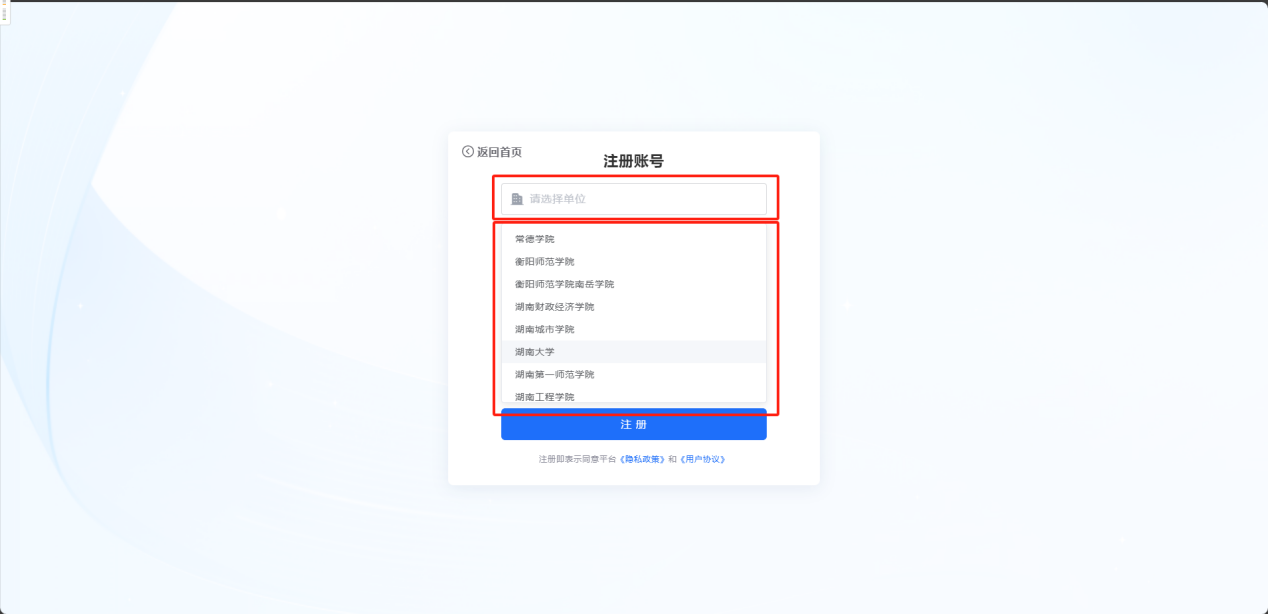 返回首页
注册账号
请选择单位
常德学院
衡阳师范学院
衡阳师范学院南岳学院
湖南财政经济学院
湖南城市学院
湖南大学
湖南第一师范学院
湖南工程学院
注 册
注册即表示同意平台《隐私政策》和《用户协议》